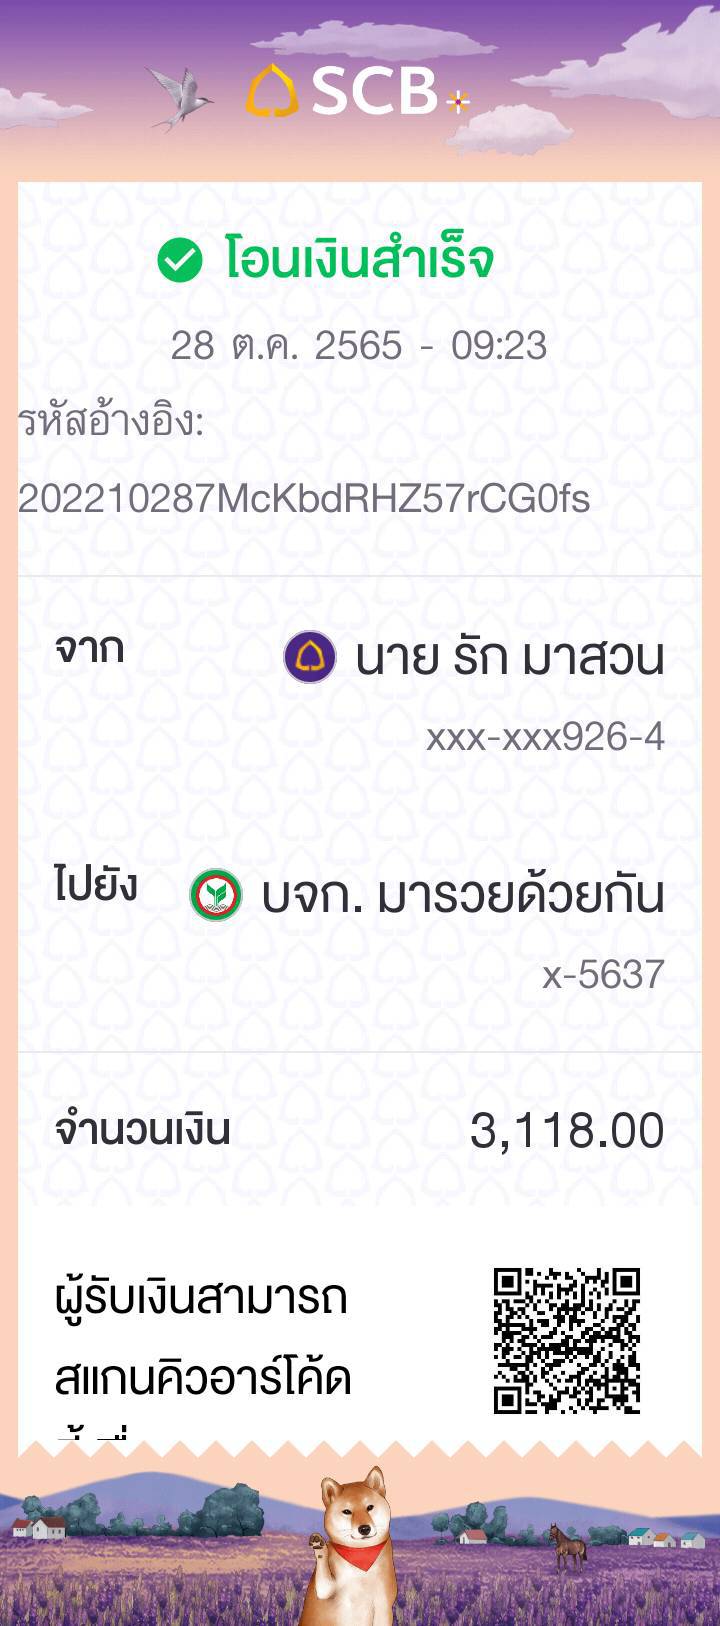 SCB
โอนเงินสำเร็จ
28 ต.ค. 2565 - 09:23
รหัสอ้างอิง:
202210287McKbdRHZ57rCG0fs
จาก นาย รัก มาสวน
xxx-xxx926-4
ไปยัง บจก. มารวยด้วยกัน
x-5637
จำนวนเงิน 3,118.00
ผู้รับเงินสามารถ
สแกนคิวอาร์โค้ด